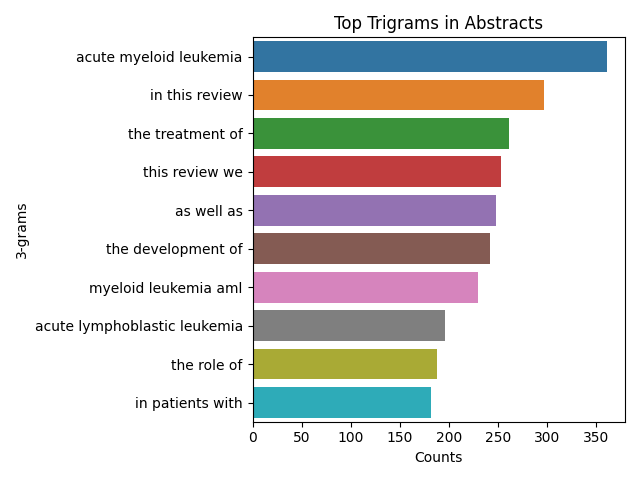 Top Trigrams in Abstracts
acute myeloid leukemia
in this review
the treatment of
this review we
as well as
the development of
myeloid leukemia aml
acute lymphoblastic leukemia
the role of
in patients with
3-grams
0 50 100 150 200 250 300 350
Counts